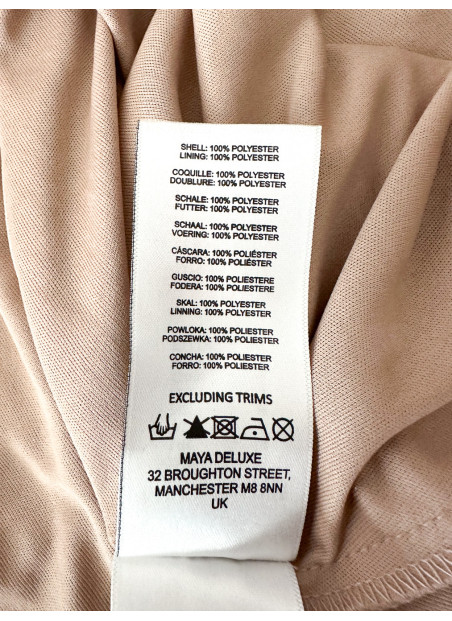 SHELL: 100% POLYESTER
LINING: 100% POLYESTER
COQUILLE: 100% POLYESTER
DOUBLURE: 100% POLYESTER
SCHALE: 100% POLYESTER
FUTTER: 100% POLYESTER
SCHAAL: 100% POLYESTER
VOERING: 100% POLYESTER
CÁSCARA: 100% POLIÉSTER
FORRO: 100% POLIÉSTER
GUSCIO: 100% POLIESTERE
FODERA: 100% POLIESTERE
SKAL: 100% POLYESTER
LINNING: 100% POLYESTER
POWLOKA: 100% POLIESTER
PODSZEWKA: 100% POLIESTER
CONCHA: 100% POLIESTER
FORRO: 100% POLIESTER
EXCLUDING TRIMS
MAYA DELUXE
32 BROUGHTON STREET,
MANCHESTER M8 8NN
UK